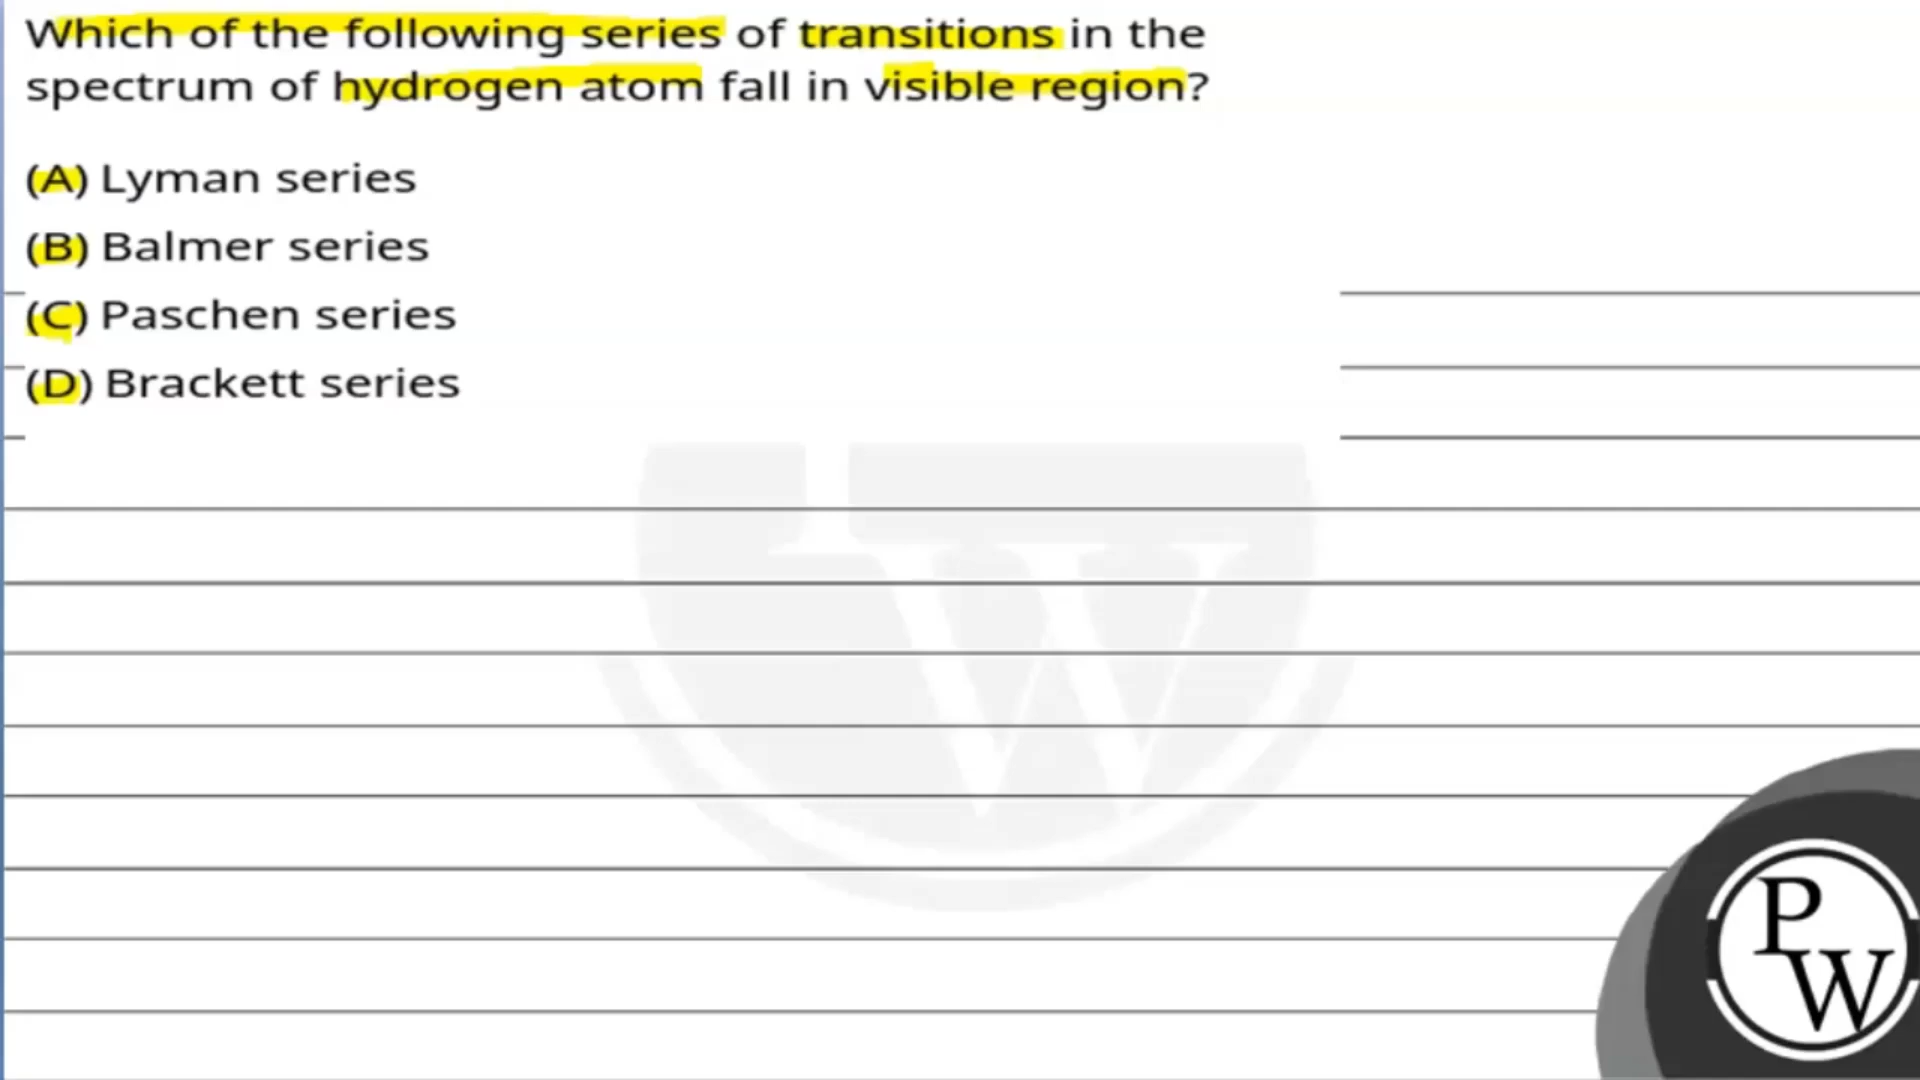 Which of the following series of transitions in the
spectrum of hydrogen atom fall in visible region?
(A) Lyman series
(B) Balmer series
(C) Paschen series
(D) Brackett series
W
P
W